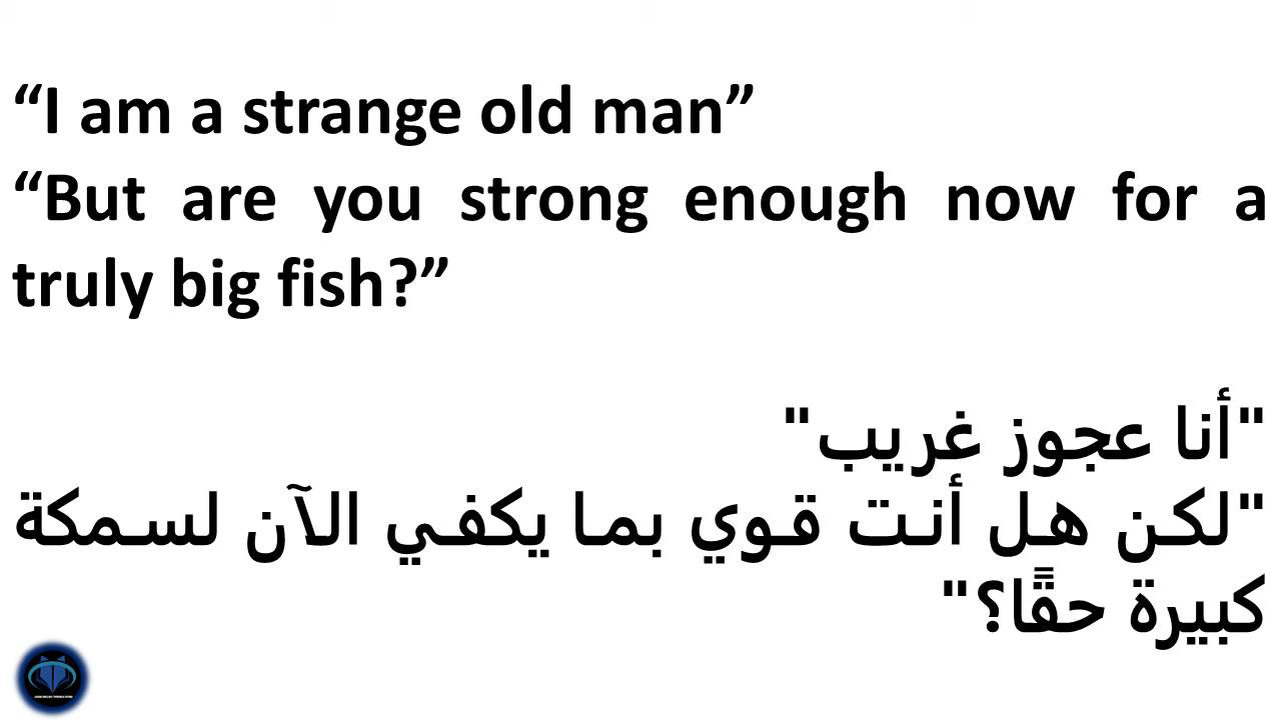 “I am a strange old man”
“But are you strong enough now for a
truly big fish?”
"أنا عجوز غريب"
"لكن هل أنت قوي بما يكفي الآن لسمكة
كبيرة حقًا؟"